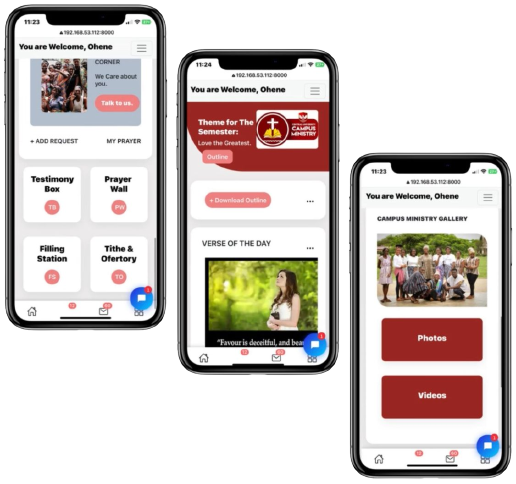 11:23
192.168.53.112:8000
You are Welcome, Ohene
CORNER
We Care about
you.
Talk to us.
+ ADD REQUEST
MY PRAYER
Testimony
Box
TB
Prayer
Wall
PW
Filling
Station
FS
Tithe &
Ofertory
TO
11:24
192.168.53.112:8000
You are Welcome, Ohene
Theme for The
Semester:
Love the Greatest.
Outline
CAMPUS
MINISTRY
+ Download Outline
VERSE OF THE DAY
"Favour is deceitful, and beau
11:23
192.168.53.112:8000
You are Welcome, Ohene
CAMPUS MINISTRY GALLERY
Photos
Videos